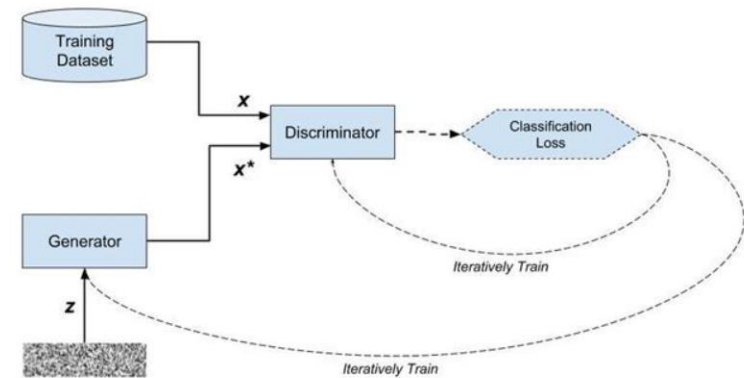 Training
Dataset
x
Discriminator
Classification
Loss
x*
Generator
Iteratively Train
z
Iteratively Train